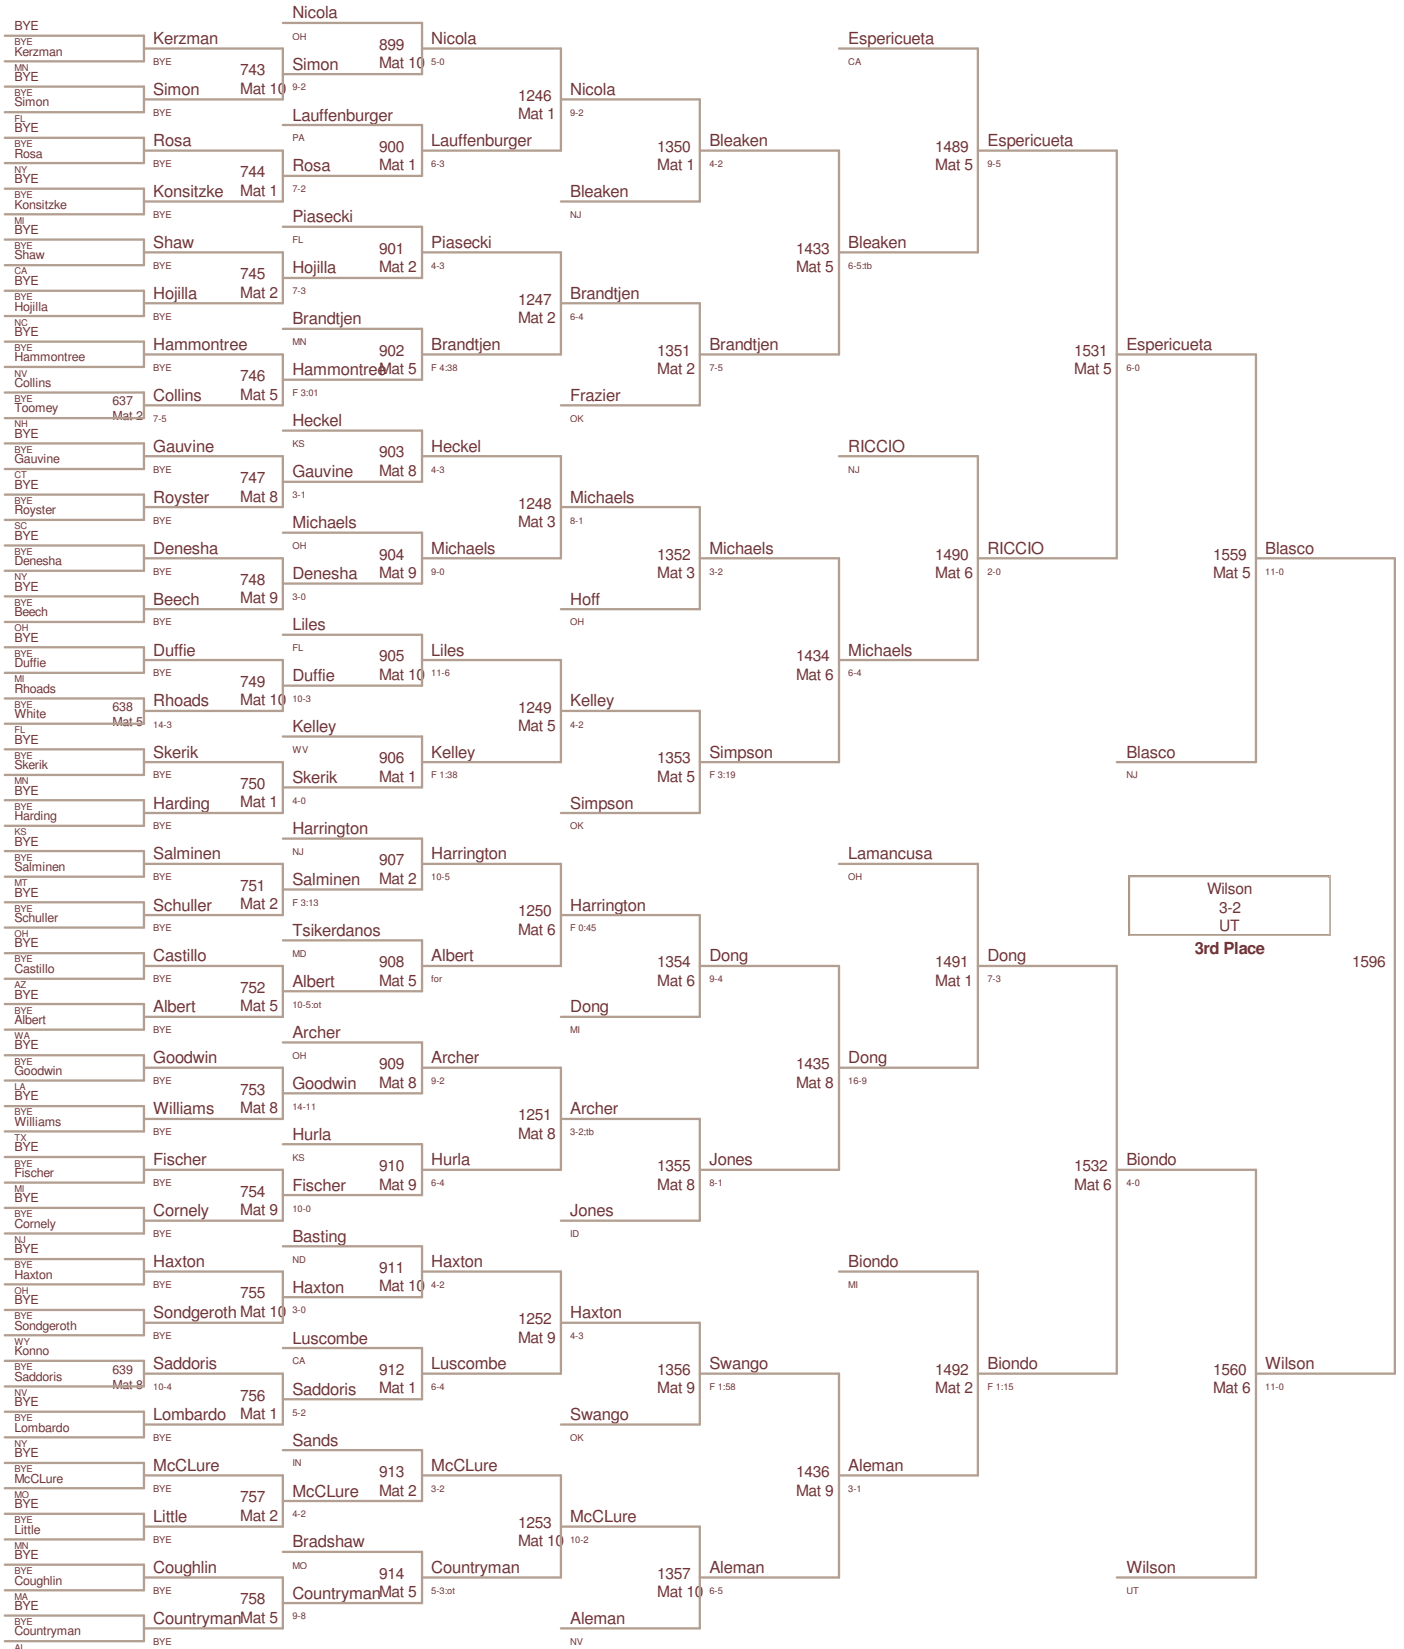 BYE
BYE
Kerzman
MN
BYE
BYE
Simon
FL
BYE
BYE
Rosa
NY
BYE
BYE
Konsitzke
MI
BYE
BYE
Shaw
CA
BYE
BYE
Hojilla
NC
BYE
BYE
Hammontree
NV
Collins
BYE
Toomey
637
Mat 2
NH
BYE
BYE
Gauvine
CT
BYE
BYE
Royster
SC
BYE
BYE
Denesha
NY
BYE
BYE
Beech
OH
BYE
BYE
Duffie
MI
Rhoads
BYE
White
638
Mat 5
FL
BYE
BYE
Skerik
MN
BYE
BYE
Harding
KS
BYE
BYE
Salminen
MT
BYE
BYE
Schuller
OH
BYE
BYE
Castillo
AZ
BYE
BYE
Albert
WA
BYE
BYE
Goodwin
LA
BYE
BYE
Williams
TX
BYE
BYE
Fischer
MI
BYE
BYE
Cornely
NJ
BYE
BYE
Haxton
OH
BYE
BYE
Sondgeroth
WY
Konno
BYE
Saddoris
639
Mat 8
NV
BYE
BYE
Lombardo
NY
BYE
BYE
McCLure
MO
BYE
BYE
Little
MN
BYE
BYE
Coughlin
MA
BYE
BYE
Countryman
AL
Kerzman
BYE
743
Mat 10
Simon
BYE
Rosa
BYE
744
Mat 1
Konsitzke
BYE
Shaw
BYE
745
Mat 2
Hojilla
BYE
Hammontree
BYE
746
Mat 5
Collins
7-5
Gauvine
BYE
747
Mat 8
Royster
BYE
Denesha
BYE
748
Mat 9
Beech
BYE
Duffie
BYE
749
Mat 10
Rhoads
14-3
Skerik
BYE
750
Mat 1
Harding
BYE
Salminen
BYE
751
Mat 2
Schuller
BYE
Castillo
BYE
752
Mat 5
Albert
BYE
Goodwin
BYE
753
Mat 8
Williams
BYE
Fischer
BYE
754
Mat 9
Cornely
BYE
Haxton
BYE
755
Mat 10
Sondgeroth
BYE
Saddoris
10-4
756
Mat 1
Lombardo
BYE
McCLure
BYE
757
Mat 2
Little
BYE
Coughlin
BYE
758
Mat 5
Countryman
BYE
Nicola
OH
899
Mat 10
Simon
9-2
Lauffenburger
PA
900
Mat 1
Rosa
7-2
Piasecki
FL
901
Mat 2
Hojilla
7-3
Brandtjen
MN
902
Mat 5
Hammontree
F 3:01
Heckel
KS
903
Mat 8
Gauvine
3-1
Michaels
OH
904
Mat 9
Denesha
3-0
Liles
FL
905
Mat 10
Duffie
10-3
Kelley
WV
906
Mat 1
Skerik
4-0
Harrington
NJ
907
Mat 2
Salminen
F 3:13
Tsikerdanos
MD
908
Mat 5
Albert
10-5:ot
Archer
OH
909
Mat 8
Goodwin
14-11
Hurla
KS
910
Mat 9
Fischer
10-0
Basting
ND
911
Mat 10
Haxton
3-0
Luscombe
CA
912
Mat 1
Saddoris
5-2
Sands
IN
913
Mat 2
McCLure
4-2
Bradshaw
MO
914
Mat 5
Countryman
9-8
Nicola
5-0
1246
Mat 1
Lauffenburger
6-3
Piasecki
4-3
1247
Mat 2
Brandtjen
F 4:38
Heckel
4-3
1248
Mat 3
Michaels
9-0
Liles
11-6
1249
Mat 5
Kelley
F 1:38
Harrington
10-5
1250
Mat 6
Albert
for
Archer
9-2
1251
Mat 8
Hurla
6-4
Haxton
4-2
1252
Mat 9
Luscombe
6-4
McCLure
3-2
1253
Mat 10
Countryman
5-3:ot
Nicola
9-2
1350
Mat 1
Bleaken
NJ
Brandtjen
6-4
1351
Mat 2
Frazier
OK
Michaels
8-1
1352
Mat 3
Hoff
OH
Kelley
4-2
1353
Mat 5
Simpson
OK
Harrington
F 0:45
1354
Mat 6
Dong
MI
Archer
3-2;tb
1355
Mat 8
Jones
ID
Haxton
4-3
1356
Mat 9
Swango
OK
McCLure
10-2
1357
Mat 10
Aleman
NV
Bleaken
4-2
1433
Mat 5
Brandtjen
7-5
Michaels
3-2
1434
Mat 6
Simpson
F 3:19
Dong
9-4
1435
Mat 8
Jones
8-1
Swango
F 1:58
1436
Mat 9
Aleman
6-5
Espericueta
CA
1489
Mat 5
Bleaken
6-5:tb
RICCIO
NJ
1490
Mat 6
Michaels
6-4
Lamancusa
OH
1491
Mat 1
Dong
16-9
Biondo
MI
1492
Mat 2
Aleman
3-1
Espericueta
9-5
1531
Mat 5
RICCIO
2-0
Dong
7-3
1532
Mat 6
Biondo
F 1:15
Espericueta
6-0
1559
Mat 5
Blasco
NJ
Biondo
4-0
1560
Mat 6
Wilson
UT
Blasco
11-0
1596
Wilson
11-0
Wilson
3-2
UT
3rd Place